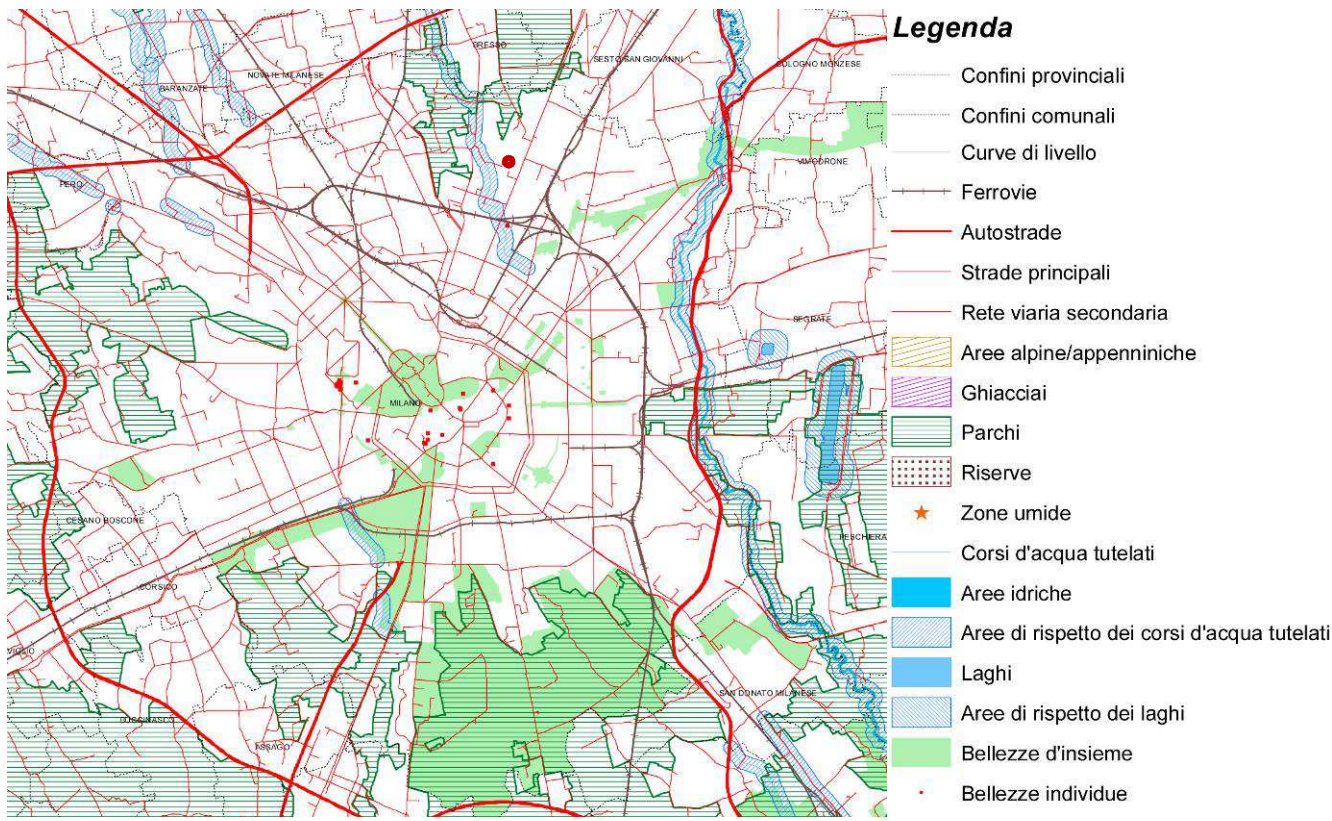 BRESSO
SESTO SAN GIOVANNI
COLOGNO MONZESE
NOVATE MILANESE
BARANZATE
VIMODRONE
PERO
SEGRATE
MILANO
CESANO BOSCONE
PESCHIERA
CORSICO
SAN DONATO MILANESE
BUCCINASCO
ASSAGO
Legenda
Confini provinciali
Confini comunali
Curve di livello
Ferrovie
Autostrade
Strade principali
Rete viaria secondaria
Aree alpine/appenniniche
Ghiacciai
Parchi
Riserve
Zone umide
Corsi d'acqua tutelati
Aree idriche
Aree di rispetto dei corsi d'acqua tutelati
Laghi
Aree di rispetto dei laghi
Bellezze d'insieme
Bellezze individue